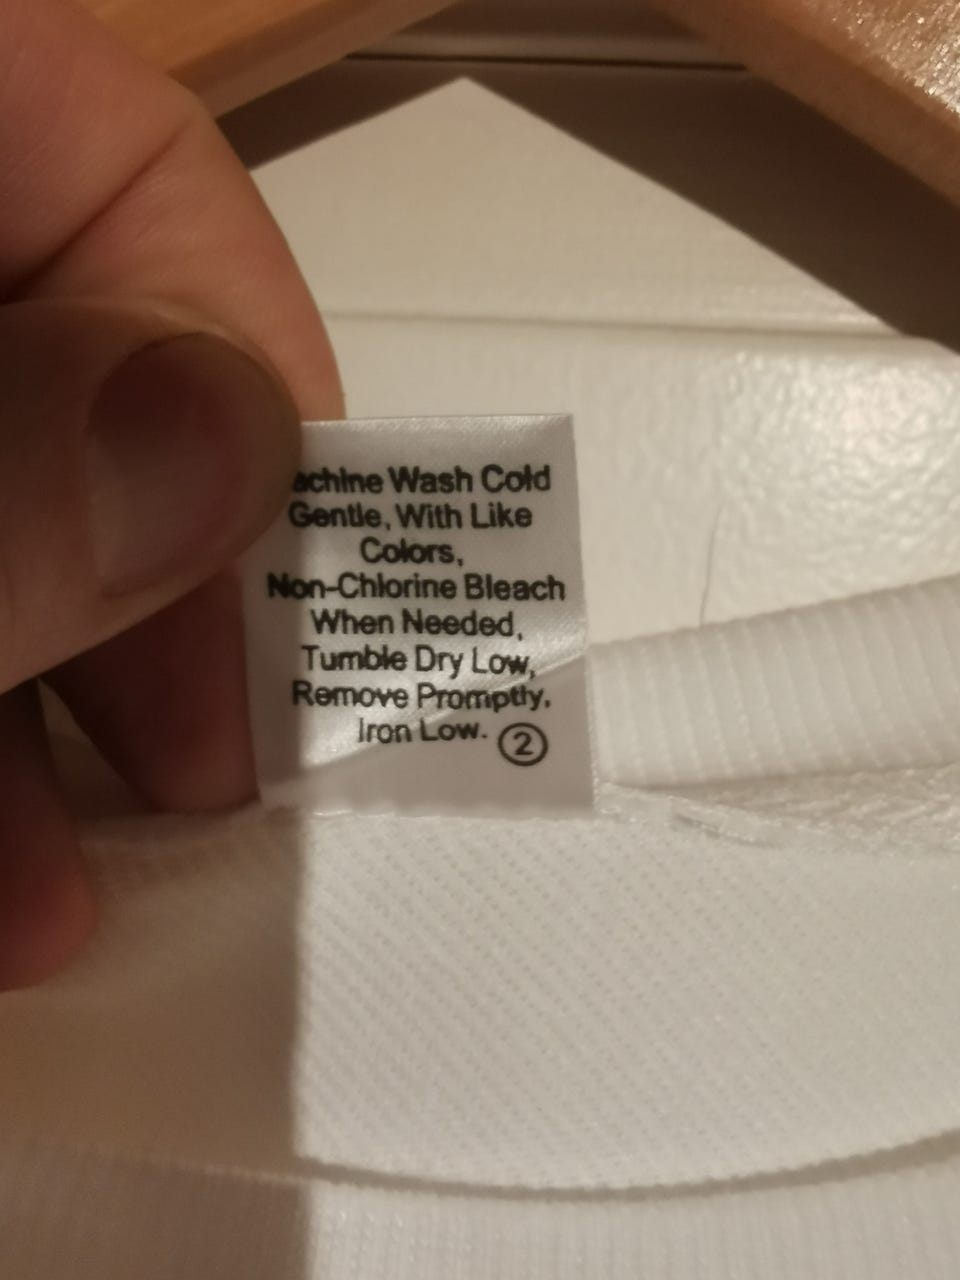 achine Wash Cold
Gentle, With Like
Colors,
Non-Chlorine Bleach
When Needed,
Tumble Dry Low,
Remove Promptly.
Iron Low. ②